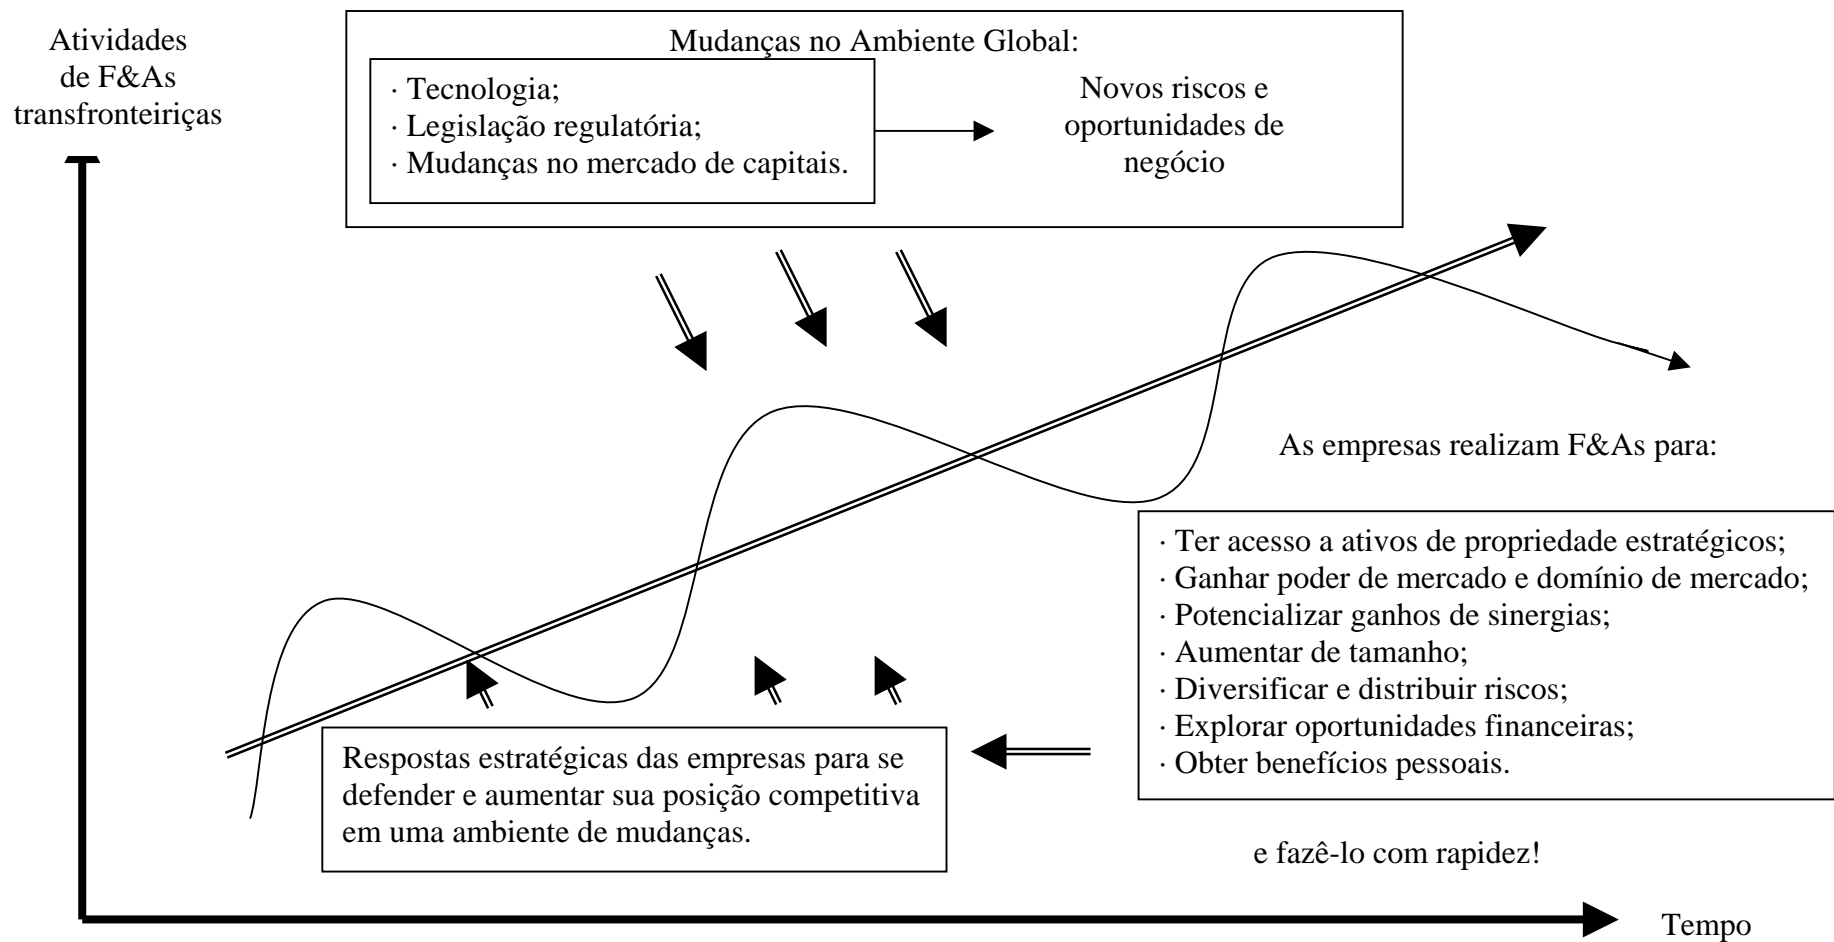 Atividades
de F&As
transfronteiriças
Mudanças no Ambiente Global:
· Tecnologia;
· Legislação regulatória;
· Mudanças no mercado de capitais.
Novos riscos e
oportunidades de
negócio
As empresas realizam F&As para:
· Ter acesso a ativos de propriedade estratégicos;
· Ganhar poder de mercado e domínio de mercado;
· Potencializar ganhos de sinergias;
· Aumentar de tamanho;
· Diversificar e distribuir riscos;
· Explorar oportunidades financeiras;
· Obter benefícios pessoais.
Respostas estratégicas das empresas para se
defender e aumentar sua posição competitiva
em uma ambiente de mudanças.
e fazê-lo com rapidez!
Tempo